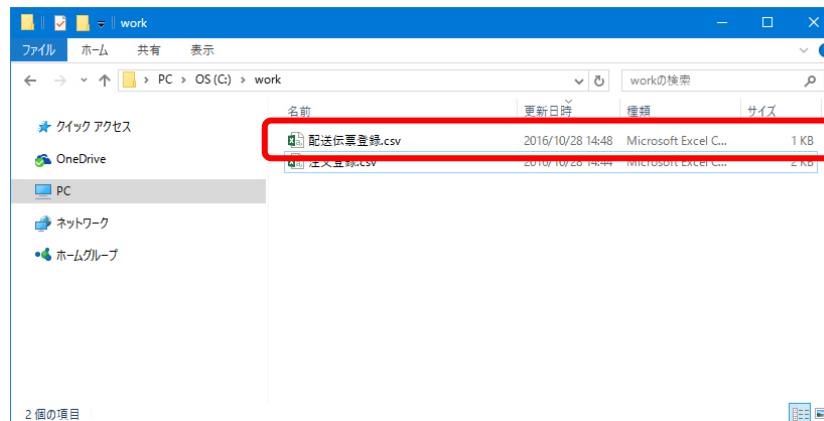 work
ファイル ホーム 共有 表示
PC > OS (C:) > work workの検索
名前 更新日時 種類 サイズ
クイック アクセス
配送伝票登録.csv 2016/10/28 14:48 Microsoft Excel C... 1 KB
OneDrive
注文登録.csv 2016/10/28 14:44 Microsoft Excel C... 2 KB
PC
ネットワーク
ホームグループ
2 個の項目